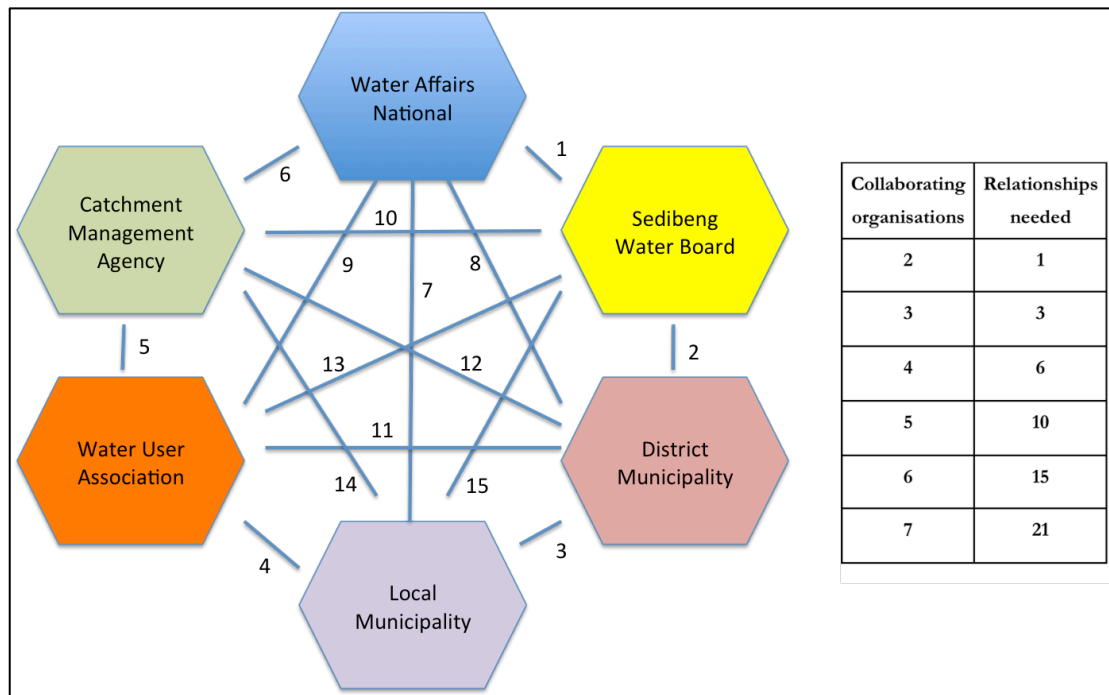 Water Affairs
National
1
6
Catchment
Management
Agency
10
Sedibeng
Water Board
9
7
8
5
13
12
2
Water User
Association
11
District
Municipality
14
15
4
3
Local
Municipality
Collaborating organisations Relationships needed
2 1
3 3
4 6
5 10
6 15
7 21